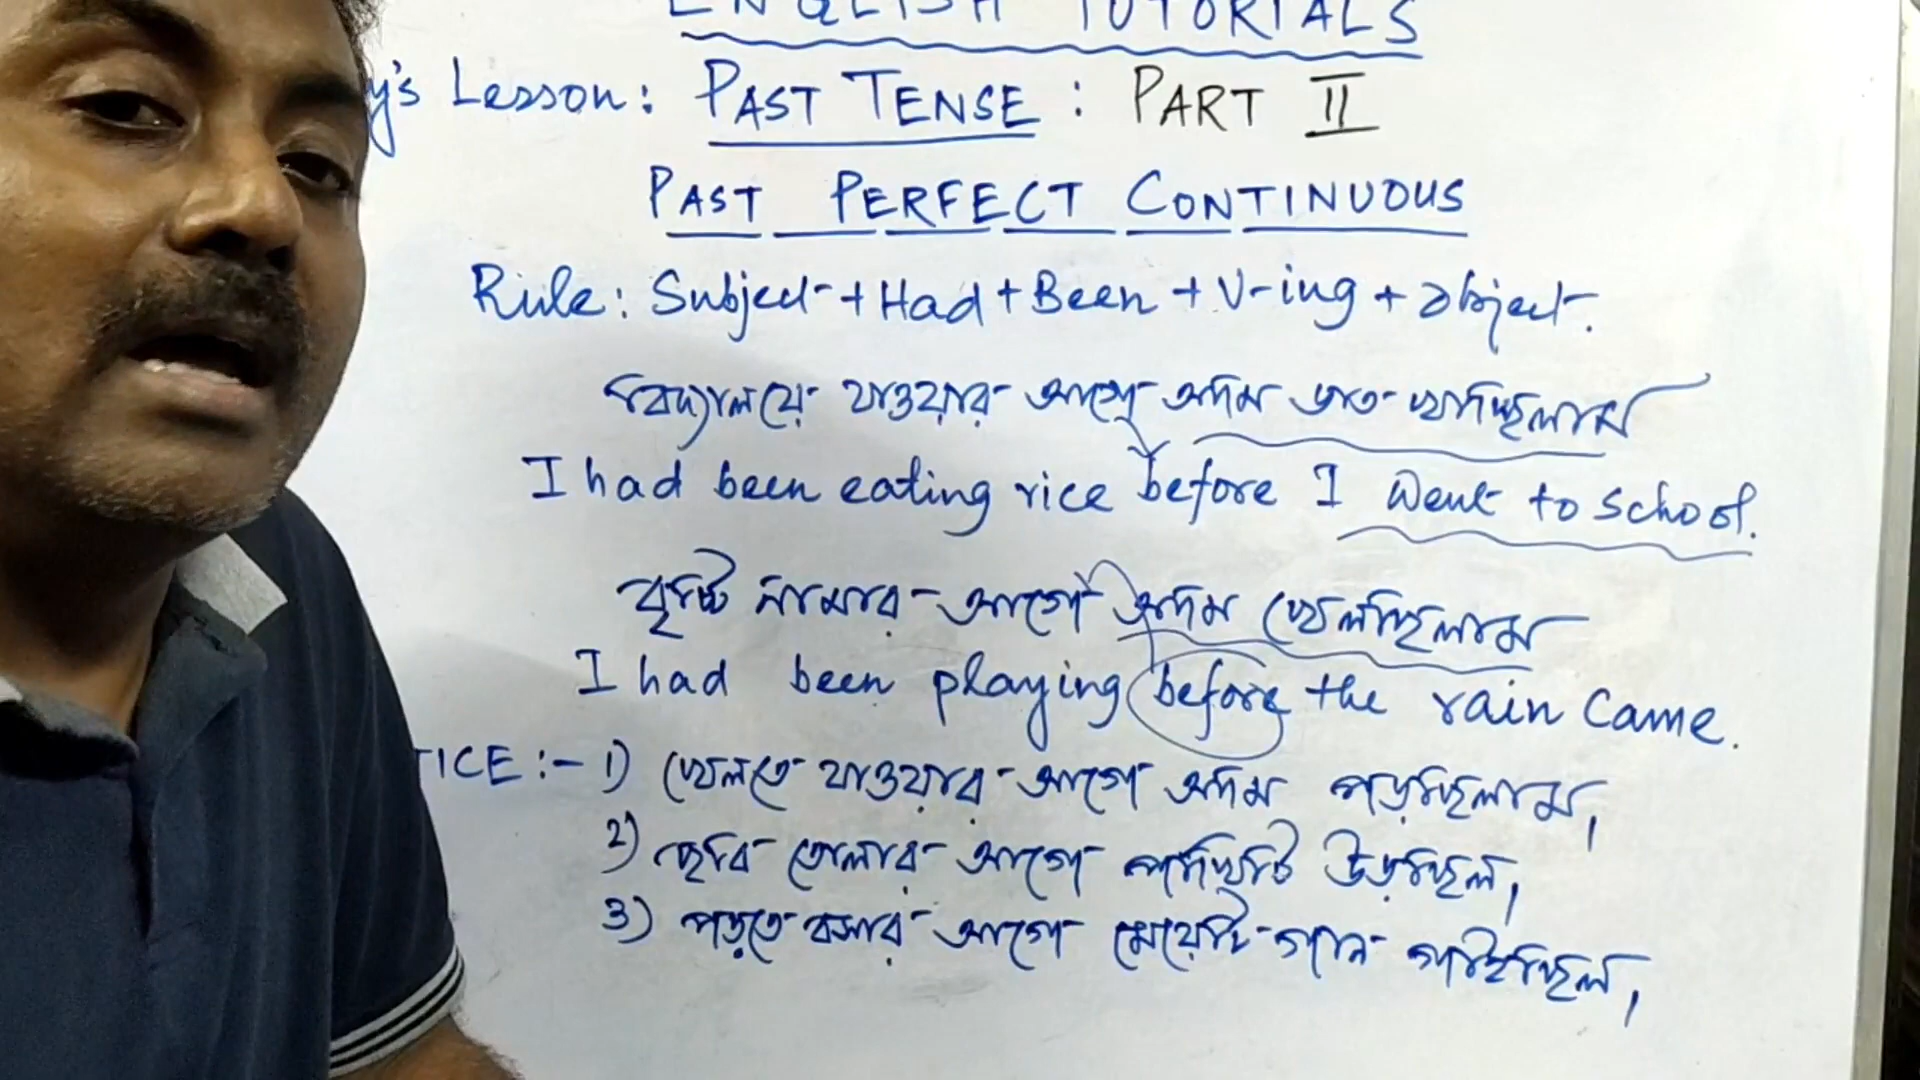 ENGLISH TUTORIALS
y's Lesson: PAST TENSE : PART II
PAST PERFECT CONTINUOUS
Rule: Subject + Had + Been + V-ing + Object.
বিদ্যালয়ে যাওয়ার আগে আমি ভাত খাচ্ছিলাম
I had been eating rice before I went to school.
বৃষ্টি নামার আগে আমি খেলছিলাম
I had been playing before the rain came.
TICE :- 1) খেলতে যাওয়ার আগে আমি পড়ছিলাম,
2) ছবি তোলার আগে পাখিটি উড়ছিল,
3) পড়তে বসার আগে মেয়েটি গান গাইছিল,